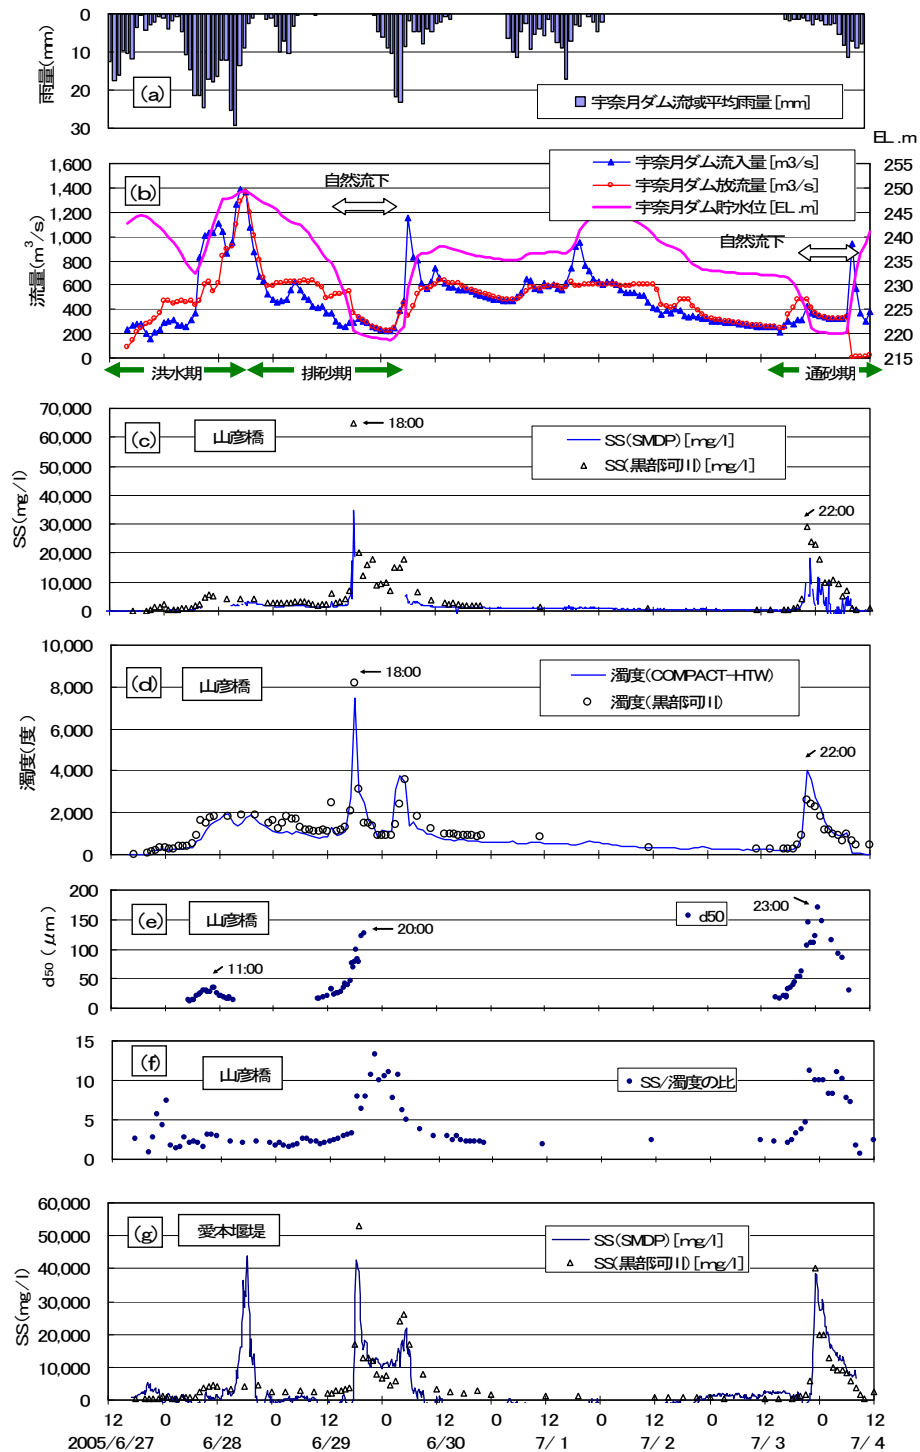 0
10
20
30
雨量(mm)
(a)
宇奈月ダム流域平均雨量[mm]
EL.m
1,600
1,400
1,200
1,000
800
600
400
200
0
流量(m³/s)
(b)
自然流下
宇奈月ダム流入量[m3/s]
宇奈月ダム放流量[m3/s]
宇奈月ダム貯水位[EL.m]
自然流下
255
250
245
240
235
230
225
220
215
洪水期
排砂期
通砂期
70,000
60,000
50,000
40,000
30,000
20,000
10,000
0
SS(mg/l)
(c)
山彦橋
18:00
SS(SMDP)[mg/l]
SS(黒部河川)[mg/l]
22:00
10,000
8,000
6,000
4,000
2,000
0
濁度(度)
(d)
山彦橋
18:00
濁度(COMPACT-HTW)
濁度(黒部河川)
22:00
200
150
100
50
0
d50(μm)
(e)
山彦橋
11:00
20:00
d50
23:00
15
10
5
0
(f)
山彦橋
SS/濁度の比
60,000
50,000
40,000
30,000
20,000
10,000
0
SS(mg/l)
(g)
愛本堰堤
SS(SMDP)[mg/l]
SS(黒部河川)[mg/l]
12 0 12 0 12 0 12 0 12 0 12 0 12 0 12
2005/6/27 6/28 6/29 6/30 7/1 7/2 7/3 7/4